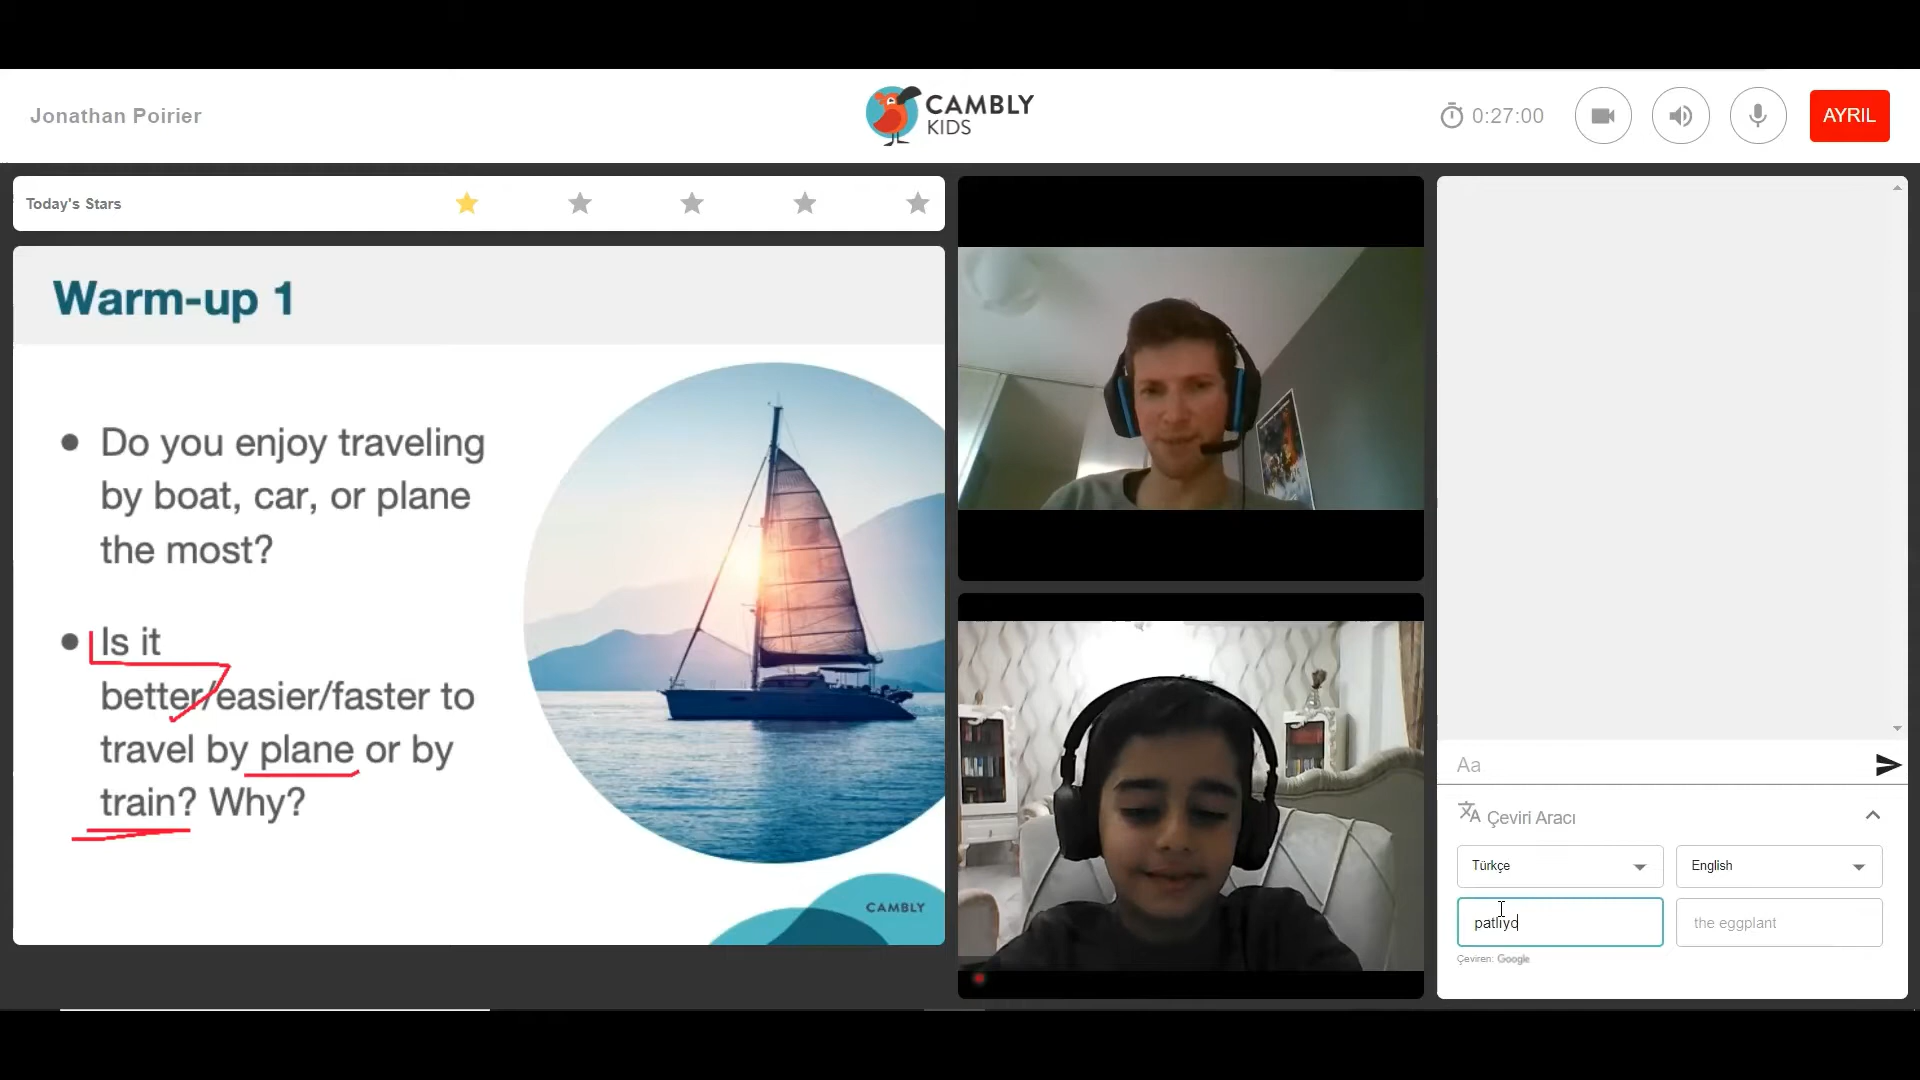 Jonathan Poirier
CAMBLY
KIDS
0:27:00
AYRIL
Today's Stars
Warm-up 1
Do you enjoy traveling
by boat, car, or plane
the most?
Is it
better/easier/faster to
travel by plane or by
train? Why?
CAMBLY
Aa
Çeviri Aracı
Türkçe
English
patlıyo
the eggplant
Çeviren: Google